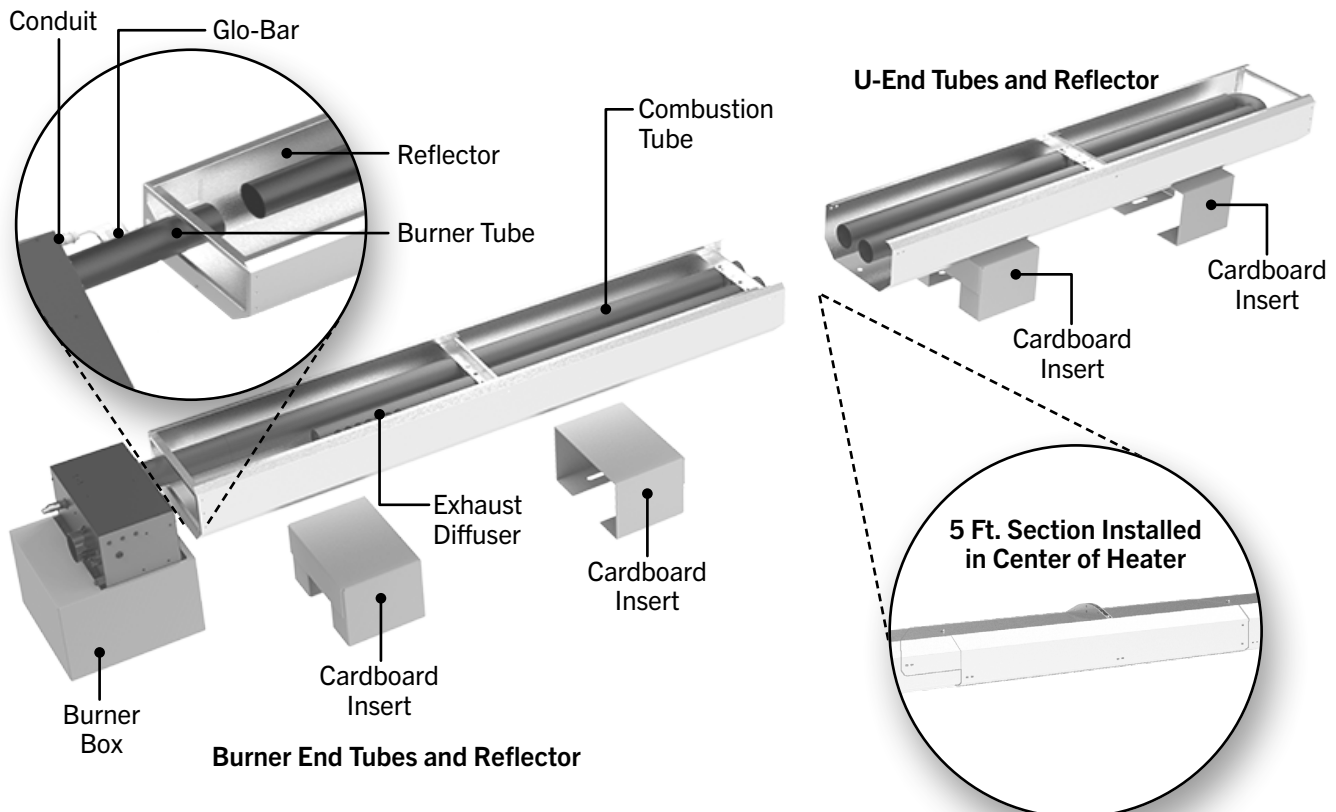 Conduit
Glo-Bar
Reflector
Burner Tube
Combustion
Tube
Exhaust
Diffuser
Cardboard
Insert
Cardboard
Insert
Burner
Box
Burner End Tubes and Reflector
U-End Tubes and Reflector
Cardboard
Insert
Cardboard
Insert
5 Ft. Section Installed
in Center of Heater